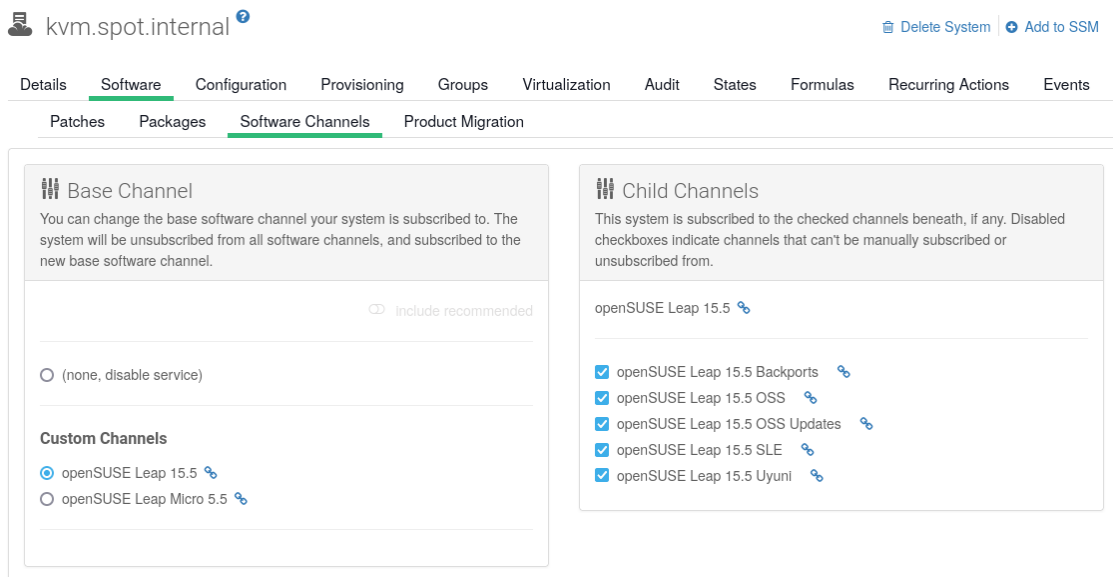 kvm.spot.internal ?
Delete System Add to SSM
Details Software Configuration Provisioning Groups Virtualization Audit States Formulas Recurring Actions Events
Patches Packages Software Channels Product Migration
Base Channel
You can change the base software channel your system is subscribed to. The
system will be unsubscribed from all software channels, and subscribed to the
new base software channel.
include recommended
(none, disable service)
Custom Channels
openSUSE Leap 15.5
openSUSE Leap Micro 5.5
Child Channels
This system is subscribed to the checked channels beneath, if any. Disabled
checkboxes indicate channels that can't be manually subscribed or
unsubscribed from.
openSUSE Leap 15.5
openSUSE Leap 15.5 Backports
openSUSE Leap 15.5 OSS
openSUSE Leap 15.5 OSS Updates
openSUSE Leap 15.5 SLE
openSUSE Leap 15.5 Uyuni